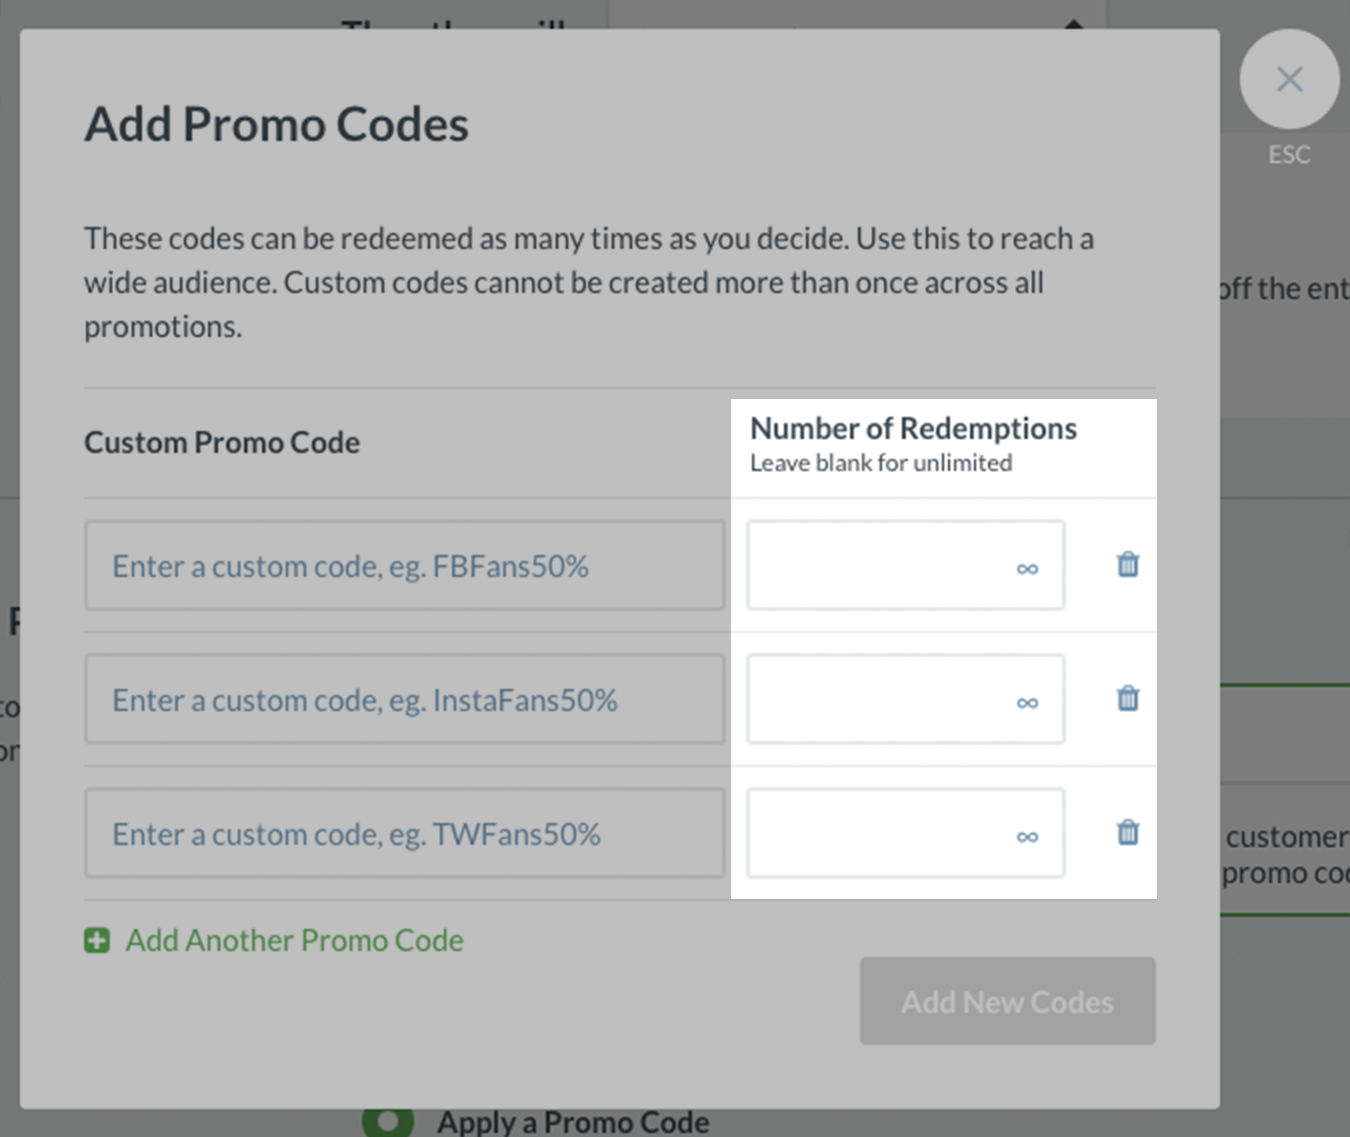 Add Promo Codes
ESC
These codes can be redeemed as many times as you decide. Use this to reach a
wide audience. Custom codes cannot be created more than once across all
promotions.
off the ent
Custom Promo Code
Number of Redemptions
Leave blank for unlimited
Enter a custom code, eg. FBFans50%
∞
Enter a custom code, eg. InstaFans50%
∞
Enter a custom code, eg. TWFans50%
∞
customer
promo co
Add Another Promo Code
Add New Codes
Apply a Promo Code